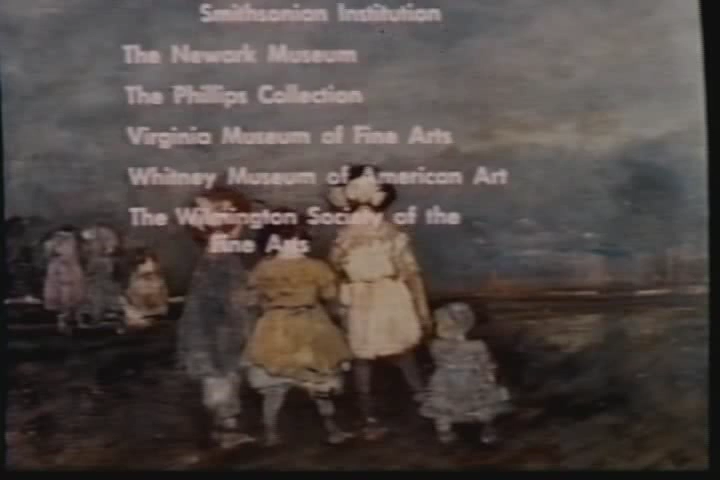 Smithsonian Institution
The Newark Museum
The Phillips Collection
Virginia Museum of Fine Arts
Whitney Museum of American Art
The Wilmington Society of the
Fine Arts